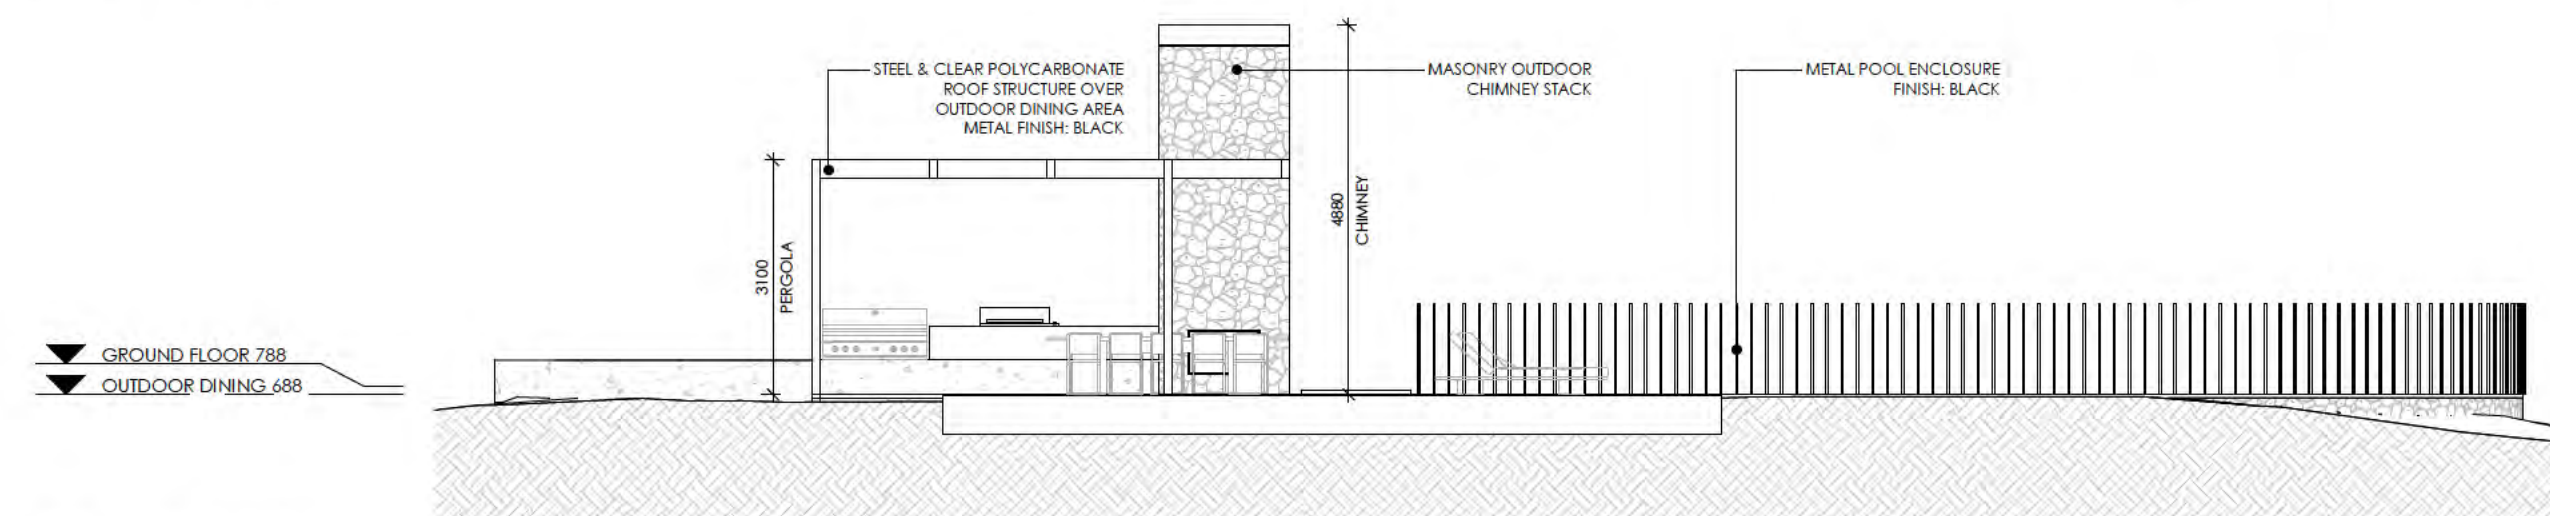 STEEL & CLEAR POLYCARBONATE
ROOF STRUCTURE OVER
OUTDOOR DINING AREA
METAL FINISH: BLACK
MASONRY OUTDOOR
CHIMNEY STACK
METAL POOL ENCLOSURE
FINISH: BLACK
3100
PERGOLA
4880
CHIMNEY
GROUND FLOOR 788
OUTDOOR DINING 688